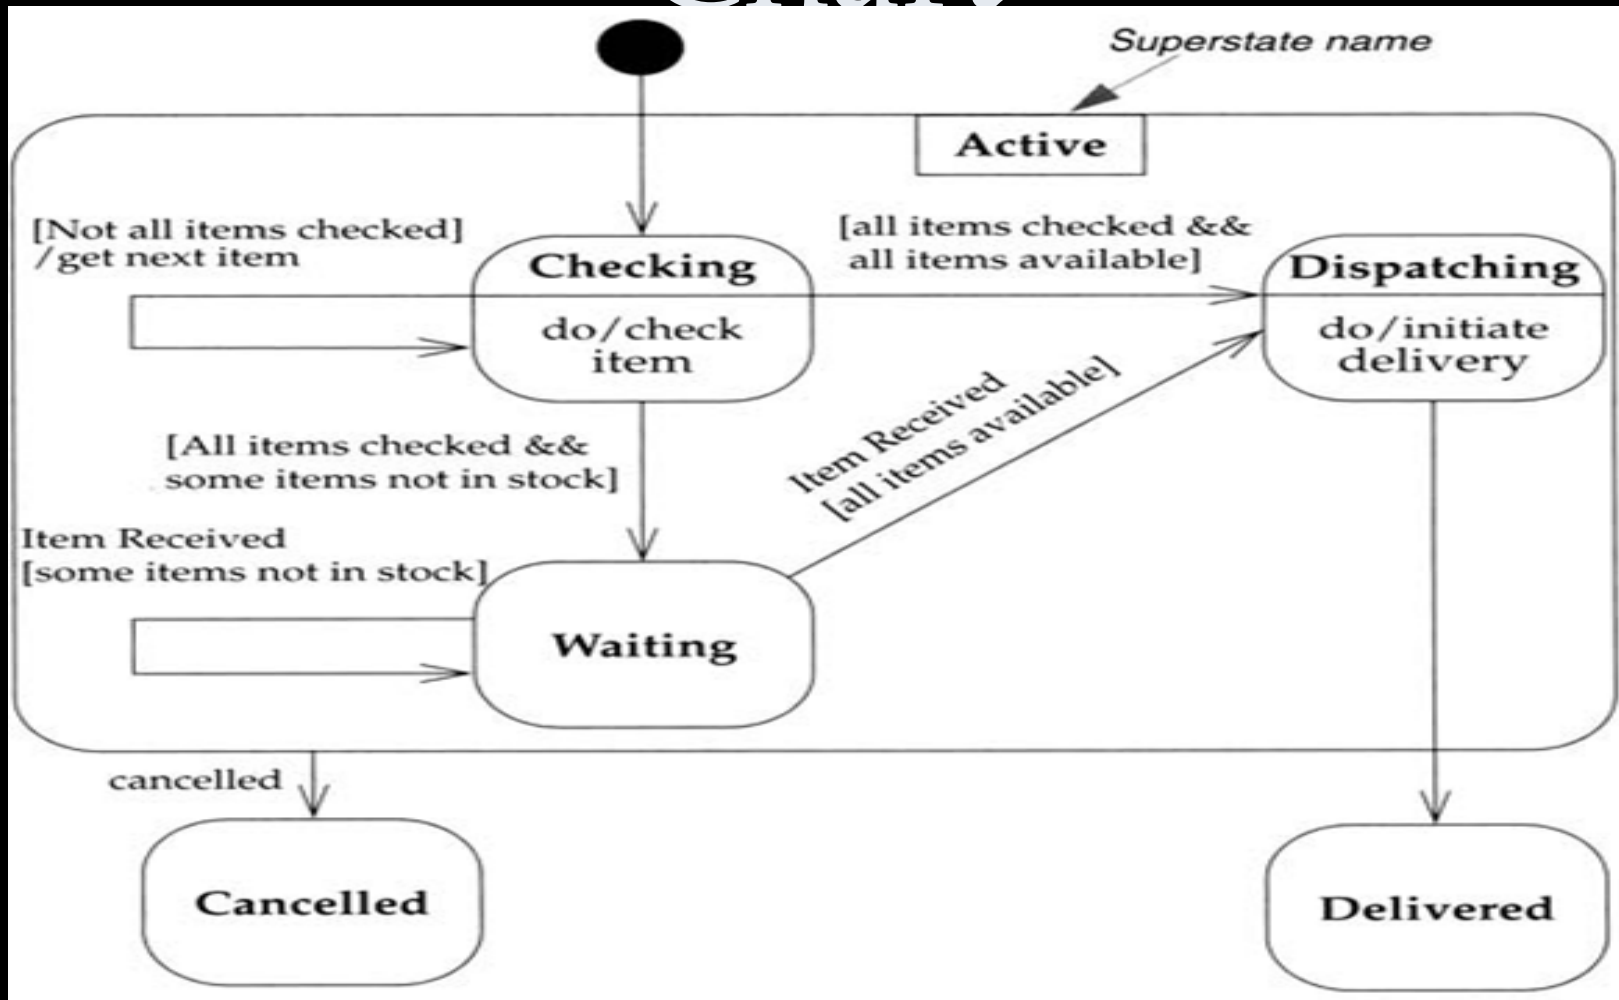 Superstate name
Active
[Not all items checked]
/get next item
Checking
do/check
item
[all items checked &&
all items available]
Dispatching
do/initiate
delivery
[All items checked &&
some items not in stock]
Item Received
[all items available]
Item Received
[some items not in stock]
Waiting
cancelled
Cancelled
Delivered